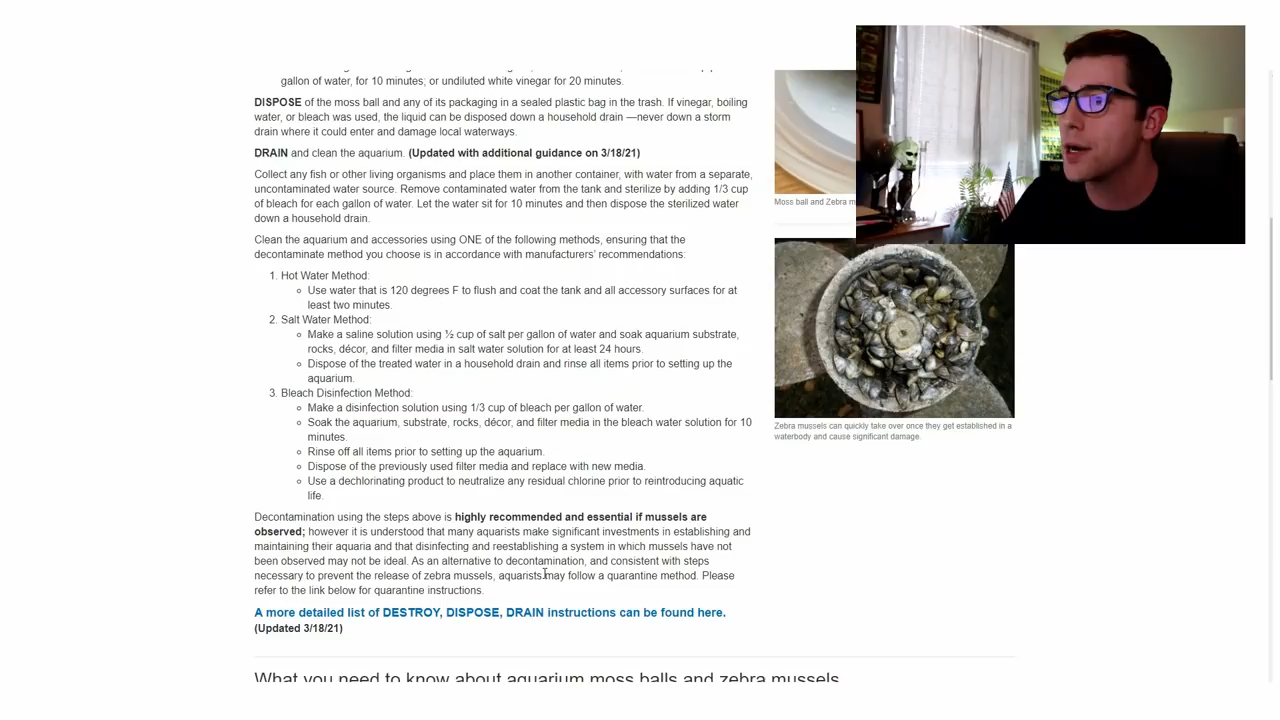 gallon of water, for 10 minutes; or undiluted white vinegar for 20 minutes.
DISPOSE of the moss ball and any of its packaging in a sealed plastic bag in the trash. If vinegar, boiling
water, or bleach was used, the liquid can be disposed down a household drain —never down a storm
drain where it could enter and damage local waterways.
DRAIN and clean the aquarium. (Updated with additional guidance on 3/18/21)
Collect any fish or other living organisms and place them in another container, with water from a separate,
uncontaminated water source. Remove contaminated water from the tank and sterilize by adding 1/3 cup
of bleach for each gallon of water. Let the water sit for 10 minutes and then dispose the sterilized water
down a household drain.
Clean the aquarium and accessories using ONE of the following methods, ensuring that the
decontaminate method you choose is in accordance with manufacturers' recommendations:
1. Hot Water Method:
◦ Use water that is 120 degrees F to flush and coat the tank and all accessory surfaces for at
least two minutes.
2. Salt Water Method:
◦ Make a saline solution using ½ cup of salt per gallon of water and soak aquarium substrate,
rocks, décor, and filter media in salt water solution for at least 24 hours.
◦ Dispose of the treated water in a household drain and rinse all items prior to setting up the
aquarium.
3. Bleach Disinfection Method:
◦ Make a disinfection solution using 1/3 cup of bleach per gallon of water.
◦ Soak the aquarium, substrate, rocks, décor, and filter media in the bleach water solution for 10
minutes.
◦ Rinse off all items prior to setting up the aquarium.
◦ Dispose of the previously used filter media and replace with new media.
◦ Use a dechlorinating product to neutralize any residual chlorine prior to reintroducing aquatic
life.
Decontamination using the steps above is highly recommended and essential if mussels are
observed; however it is understood that many aquarists make significant investments in establishing and
maintaining their aquaria and that disinfecting and reestablishing a system in which mussels have not
been observed may not be ideal. As an alternative to decontamination, and consistent with steps
necessary to prevent the release of zebra mussels, aquarists may follow a quarantine method. Please
refer to the link below for quarantine instructions.
A more detailed list of DESTROY, DISPOSE, DRAIN instructions can be found here.
(Updated 3/18/21)
What you need to know about aquarium moss balls and zebra mussels
Moss ball and Zebra m
Zebra mussels can quickly take over once they get established in a
waterbody and cause significant damage.